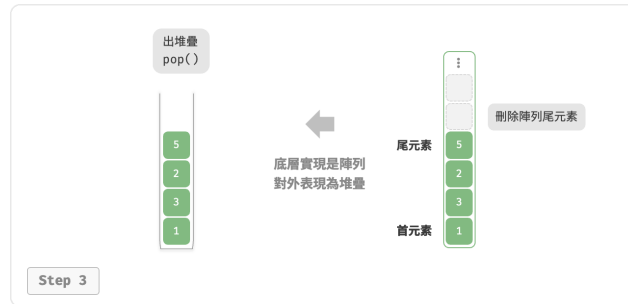 出堆疊
pop()
5
2
3
1
底層實現是陣列
對外表現為堆疊
尾元素
首元素
5
2
3
1
刪除陣列尾元素
Step 3